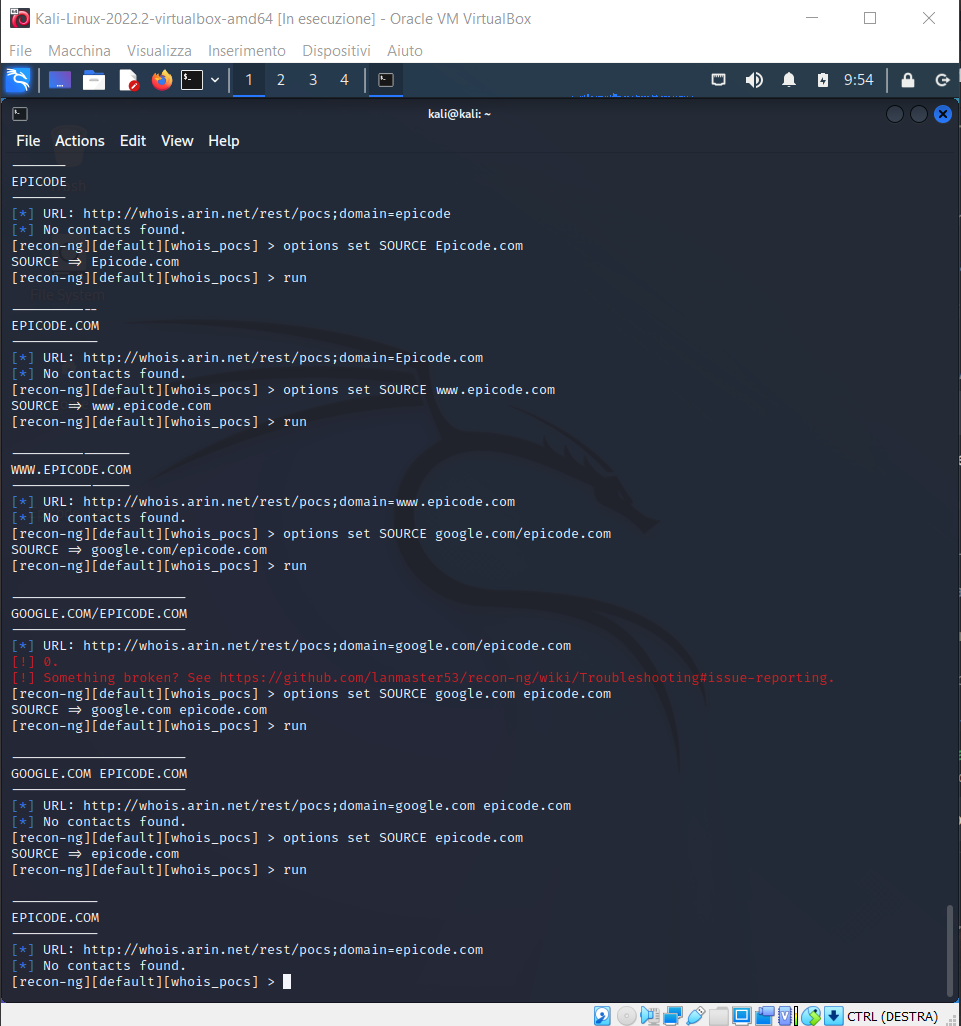 Kali-Linux-2022.2-virtualbox-amd64 [In esecuzione] - Oracle VM VirtualBox
File Macchina Visualizza Inserimento Dispositivi Aiuto
1 2 3 4 9:54
kali@kali: ~
File Actions Edit View Help
EPICODE
[*] URL: http://whois.arin.net/rest/pocs;domain=epicode
[*] No contacts found.
[recon-ng][default][whois_pocs] > options set SOURCE Epicode.com
SOURCE => Epicode.com
[recon-ng][default][whois_pocs] > run
File System
EPICODE.COM
[*] URL: http://whois.arin.net/rest/pocs;domain=Epicode.com
[*] No contacts found.
[recon-ng][default][whois_pocs] > options set SOURCE www.epicode.com
SOURCE => www.epicode.com
[recon-ng][default][whois_pocs] > run
WWW.EPICODE.COM
[*] URL: http://whois.arin.net/rest/pocs;domain=www.epicode.com
[*] No contacts found.
[recon-ng][default][whois_pocs] > options set SOURCE google.com/epicode.com
SOURCE => google.com/epicode.com
[recon-ng][default][whois_pocs] > run
GOOGLE.COM/EPICODE.COM
[*] URL: http://whois.arin.net/rest/pocs;domain=google.com/epicode.com
[!] 0.
[!] Something broken? See https://github.com/lanmaster53/recon-ng/wiki/Troubleshooting#issue-reporting.
[recon-ng][default][whois_pocs] > options set SOURCE google.com epicode.com
SOURCE => google.com epicode.com
[recon-ng][default][whois_pocs] > run
GOOGLE.COM EPICODE.COM
[*] URL: http://whois.arin.net/rest/pocs;domain=google.com epicode.com
[*] No contacts found.
[recon-ng][default][whois_pocs] > options set SOURCE epicode.com
SOURCE => epicode.com
[recon-ng][default][whois_pocs] > run
EPICODE.COM
[*] URL: http://whois.arin.net/rest/pocs;domain=epicode.com
[*] No contacts found.
[recon-ng][default][whois_pocs] >
CTRL (DESTRA)